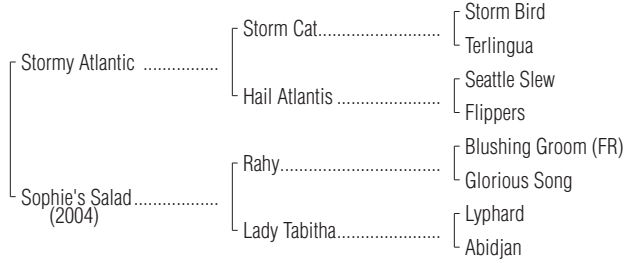 Storm Bird
Storm Cat
Terlingua
Stormy Atlantic
Seattle Slew
Hail Atlantis
Flippers
Blushing Groom (FR)
Rahy
Glorious Song
Sophie's Salad
(2004)
Lyphard
Lady Tabitha
Abidjan